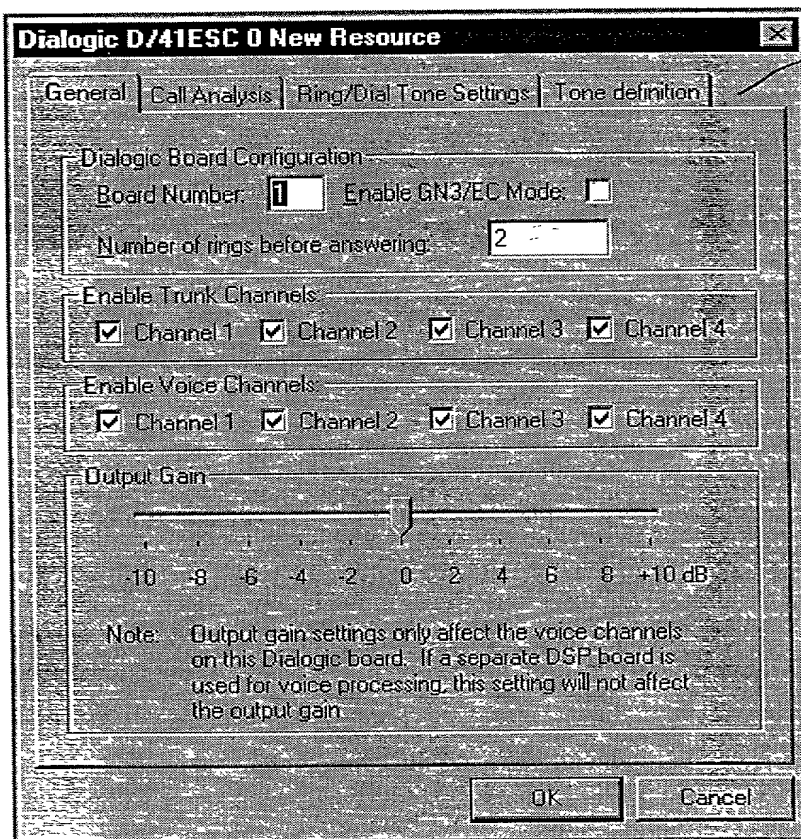 Dialogic D/41ESC 0 New Resource
General Call Analysis Ring/Dial Tone Settings Tone definition
Dialogic Board Configuration
Board Number: 1 Enable GN3/EC Mode:
Number of rings before answering: 2
Enable Trunk Channels:
Channel 1 Channel 2 Channel 3 Channel 4
Enable Voice Channels:
Channel 1 Channel 2 Channel 3 Channel 4
Output Gain
-10 -8 -6 -4 -2 0 2 4 6 8 +10 dB
Note: Output gain settings only affect the voice channels
on this Dialogic board. If a separate DSP board is
used for voice processing, this setting will not affect
the output gain
OK Cancel